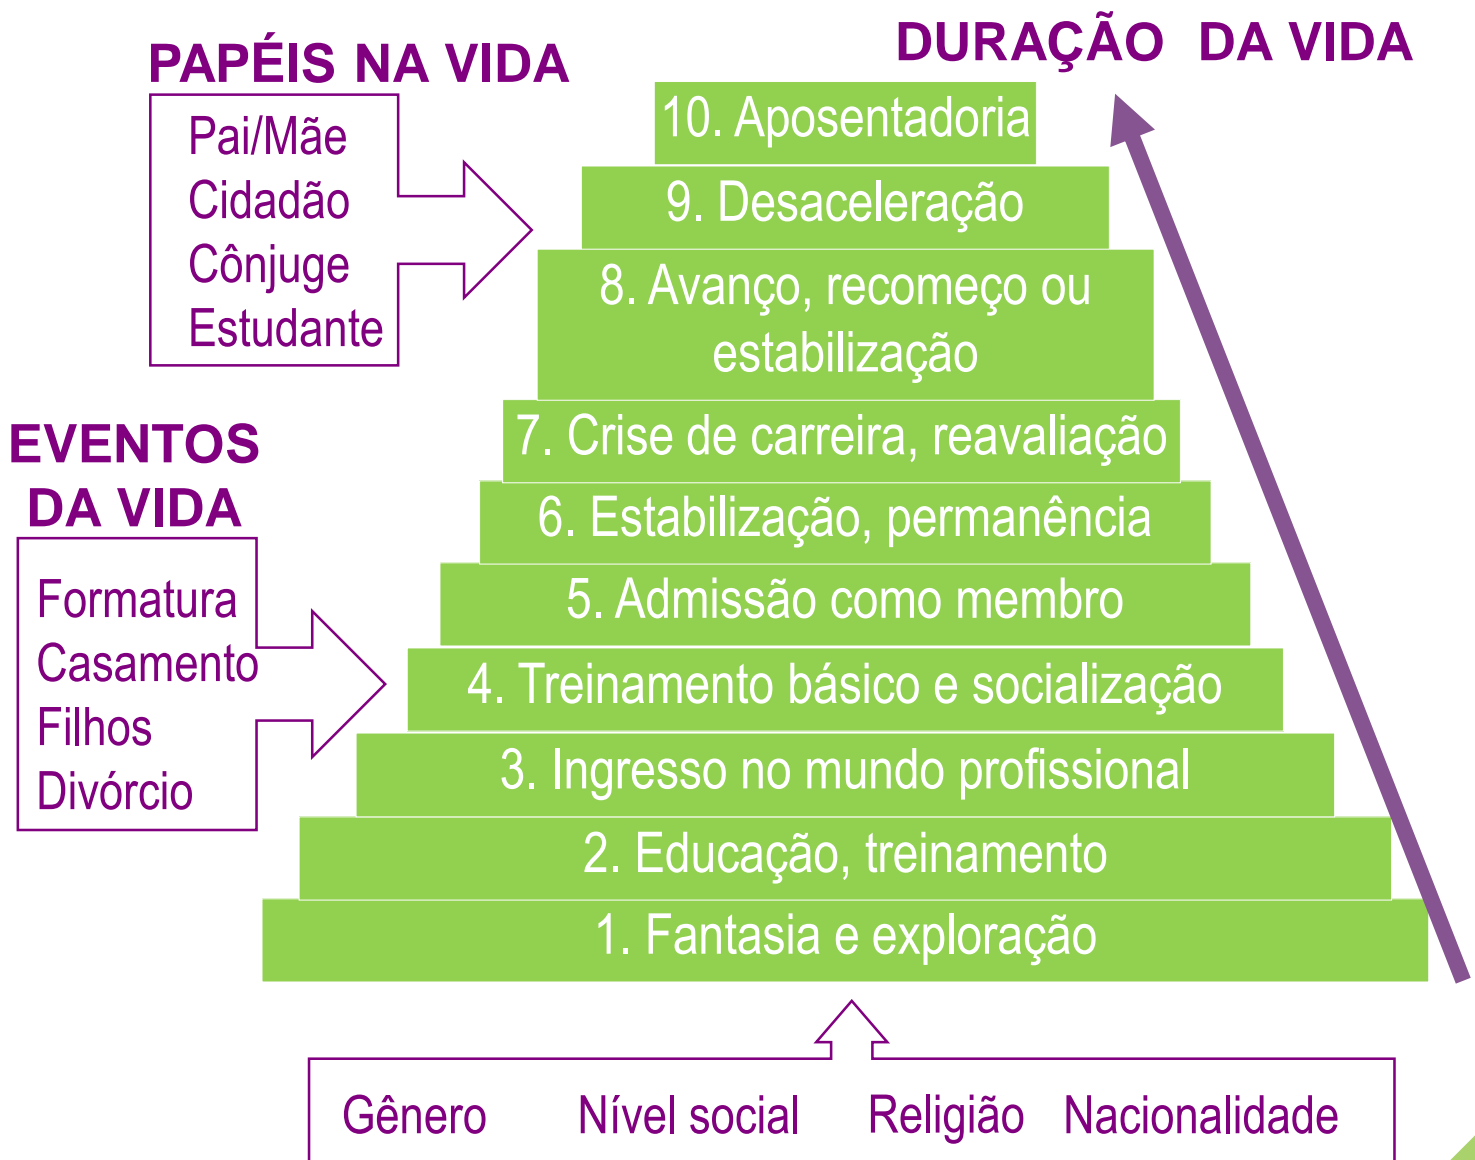 PAPÉIS NA VIDA
Pai/Mãe
Cidadão
Cônjuge
Estudante
EVENTOS
DA VIDA
Formatura
Casamento
Filhos
Divórcio
DURAÇÃO DA VIDA
10. Aposentadoria
9. Desaceleração
8. Avanço, recomeço ou
estabilização
7. Crise de carreira, reavaliação
6. Estabilização, permanência
5. Admissão como membro
4. Treinamento básico e socialização
3. Ingresso no mundo profissional
2. Educação, treinamento
1. Fantasia e exploração
Gênero Nível social Religião Nacionalidade